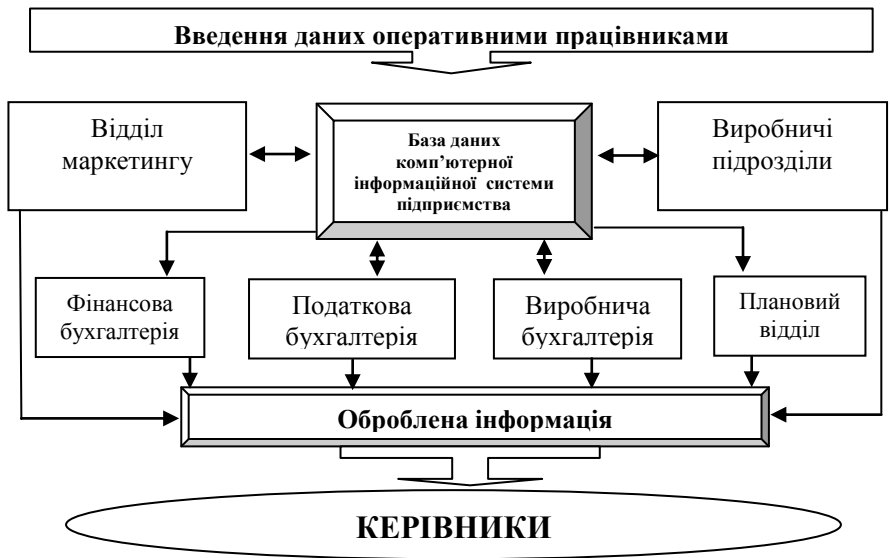 Введення даних оперативними працівниками
Відділ
маркетингу
База даних
комп’ютерної
інформаційної системи
підприємства
Виробничі
підрозділи
Фінансова
бухгалтерія
Податкова
бухгалтерія
Виробнича
бухгалтерія
Плановий
відділ
Оброблена інформація
КЕРІВНИКИ